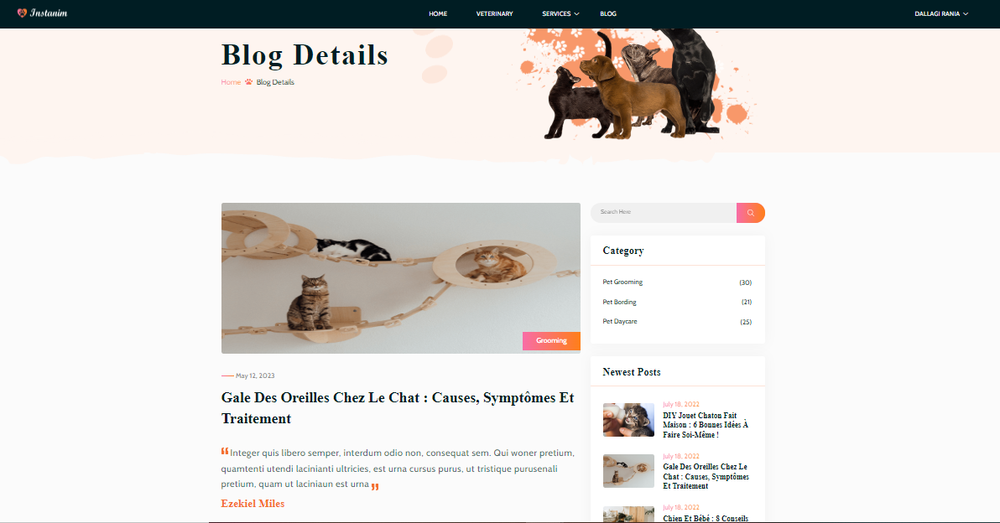 Instanim
HOME
VETERINARY
SERVICES
BLOG
DALLAGI RANIA
Blog Details
Home
Blog Details
Search Here
Grooming
Category
Pet Grooming
(30)
Pet Bording
(21)
Pet Daycare
(25)
May 12, 2023
Gale Des Oreilles Chez Le Chat : Causes, Symptômes Et
Traitement
“Integer quis libero semper, interdum odio non, consequat sem. Qui woner pretium,
quamtenti utendi lacinianti ultricies, est urna cursus purus, ut tristique purusenali
pretium, quam ut laciniaun est urna ”
Ezekiel Miles
Newest Posts
July 18, 2022
DIY Jouet Chaton Fait
Maison : 6 Bonnes Idées À
Faire Soi-Même !
July 18, 2022
Gale Des Oreilles Chez Le
Chat : Causes, Symptômes
Et Traitement
July 18, 2022
Chien Et Bébé : 8 Conseils